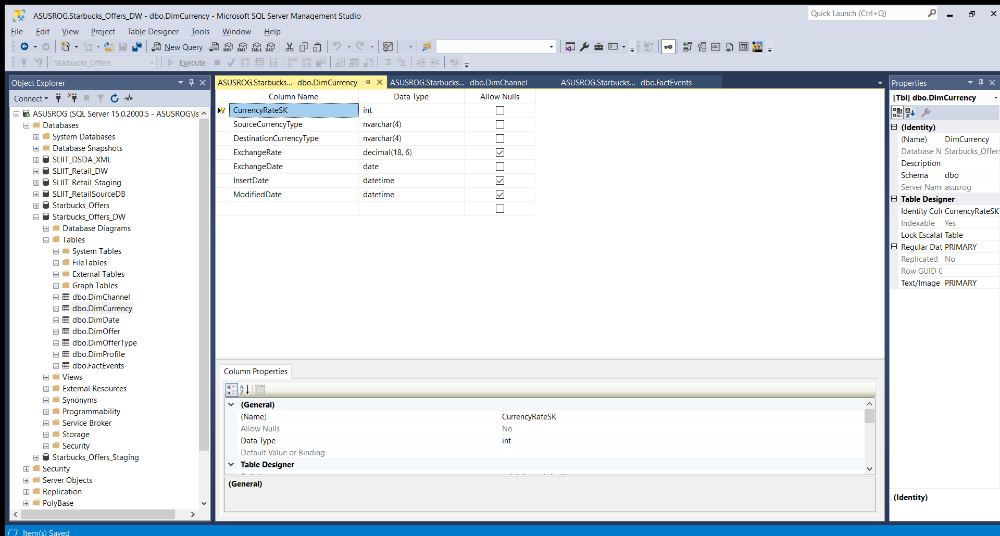 ASUSROG.Starbucks_Offers_DW - dbo.DimCurrency - Microsoft SQL Server Management Studio
Quick Launch (Ctrl+Q)
File Edit View Project Table Designer Tools Window Help
New Query MDX DMX XMLA DAX
Starbucks_Offers Execute
Object Explorer
Connect
ASUSROG (SQL Server 15.0.2000.5 - ASUSROG\Is
Databases
System Databases
Database Snapshots
SLIIT_DSDA_XML
SLIIT_Retail_DW
SLIIT_Retail_Staging
SLIIT_RetailSourceDB
Starbucks_Offers
Starbucks_Offers_DW
Database Diagrams
Tables
System Tables
FileTables
External Tables
Graph Tables
dbo.DimChannel
dbo.DimCurrency
dbo.DimDate
dbo.DimOffer
dbo.DimOfferType
dbo.DimProfile
dbo.FactEvents
Views
External Resources
Synonyms
Programmability
Service Broker
Storage
Security
Starbucks_Offers_Staging
Security
Server Objects
Replication
PolyBase
ASUSROG.Starbucks...- dbo.DimCurrency
ASUSROG.Starbucks...- dbo.DimChannel
ASUSROG.Starbucks...- dbo.FactEvents
Column Name Data Type Allow Nulls
CurrencyRateSK int
SourceCurrencyType nvarchar(4)
DestinationCurrencyType nvarchar(4)
ExchangeRate decimal(18, 6)
ExchangeDate date
InsertDate datetime
ModifiedDate datetime
Column Properties
(General)
(Name) CurrencyRateSK
Allow Nulls No
Data Type int
Default Value or Binding
Table Designer
(General)
Properties
[Tbl] dbo.DimCurrency
(Identity)
(Name) DimCurrency
Database N Starbucks_Offers
Description
Schema dbo
Server Name asusrog
Table Designer
Identity Colu CurrencyRateSK
Indexable Yes
Lock Escalat Table
Regular Dat PRIMARY
Replicated No
Row GUID C
Text/Image PRIMARY
(Identity)
Item(s) Saved